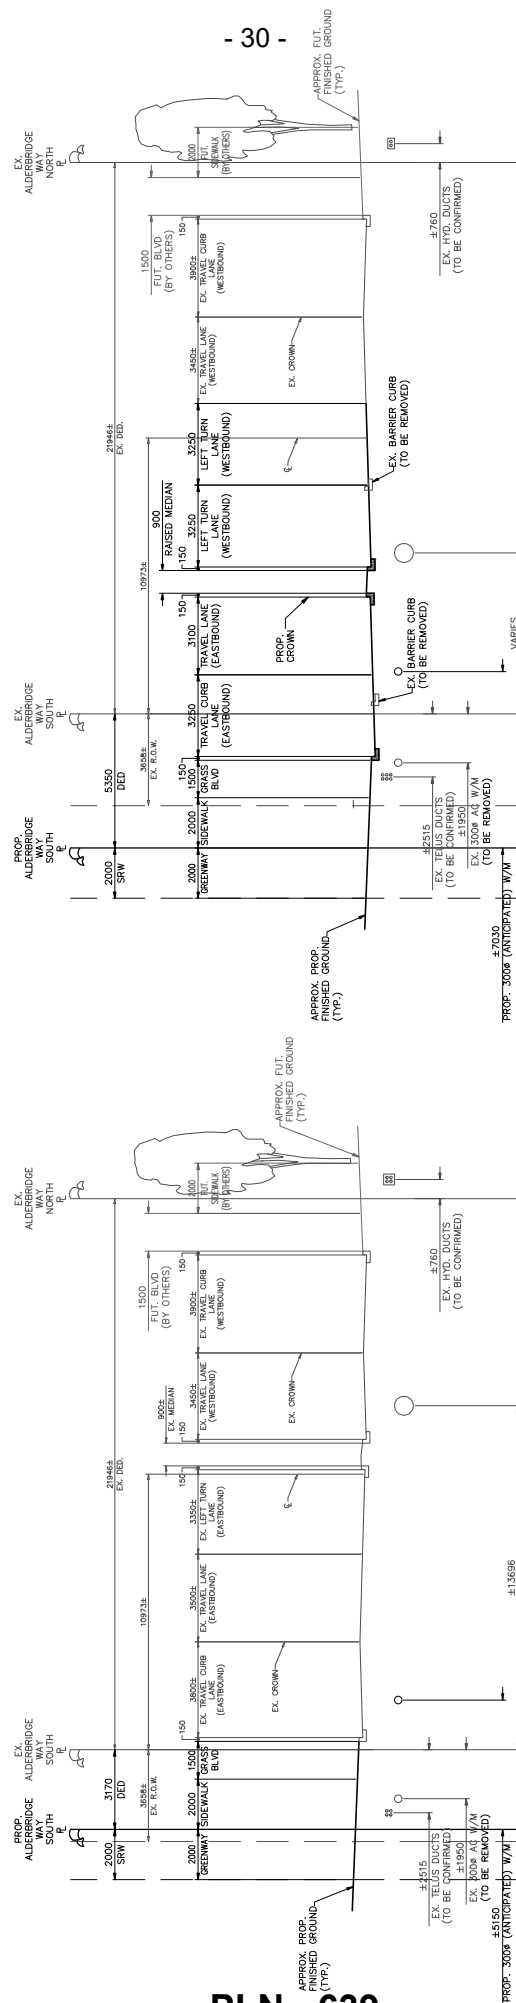 - 30 -
EX.
ALDERBRIDGE
WAY
NORTH
21946±
EX. DED.
1500
FUT. BLVD
(BY OTHERS)
2000
FUT.
SIDEWALK
(BY OTHERS)
APPROX. FUT.
FINISHED GROUND
(TYP.)
±760
EX. HYD. DUCTS
(TO BE CONFIRMED)
150
3900±
EX. TRAVEL CURB
LANE
(WESTBOUND)
3450±
EX. TRAVEL LANE
(WESTBOUND)
EX. CROWN
3250
LEFT TURN
LANE
(WESTBOUND)
EX. BARRIER CURB
(TO BE REMOVED)
3250
LEFT TURN
LANE
(WESTBOUND)
900
RAISED MEDIAN
150
10973±
150
3100
TRAVEL LANE
(EASTBOUND)
PROP.
CROWN
EX. BARRIER CURB
(TO BE REMOVED)
VARIES
3250
TRAVEL CURB
LANE
(EASTBOUND)
EX.
ALDERBRIDGE
WAY
SOUTH
5350
DED
3658±
EX. R.O.W.
150
1500
GRASS
BLVD
2000
SIDEWALK
PROP.
ALDERBRIDGE
WAY
SOUTH
2000
SRW
2000
GREENWAY
±2515
EX. TELUS DUCTS
(TO BE CONFIRMED)
±1950
EX. 300ø AC W/M
(TO BE REMOVED)
±7030
PROP. 300ø (ANTICIPATED) W/M
APPROX. PROP.
FINISHED GROUND
(TYP.)
EX.
ALDERBRIDGE
WAY
NORTH
21946±
EX. DED.
1500
FUT. BLVD
(BY OTHERS)
2000
FUT.
SIDEWALK
(BY OTHERS)
APPROX. FUT.
FINISHED GROUND
(TYP.)
±760
EX. HYD. DUCTS
(TO BE CONFIRMED)
150
3900±
EX. TRAVEL CURB
LANE
(WESTBOUND)
3450±
EX. TRAVEL LANE
(WESTBOUND)
EX. CROWN
900±
EX. MEDIAN
150
150
10973±
3350±
EX. LEFT TURN
LANE
(EASTBOUND)
3500±
EX. TRAVEL LANE
(EASTBOUND)
±13696
3800±
EX. TRAVEL CURB
LANE
(EASTBOUND)
EX. CROWN
150
EX.
ALDERBRIDGE
WAY
SOUTH
3170
DED
3658±
EX. R.O.W.
1500
GRASS
BLVD
2000
SIDEWALK
PROP.
ALDERBRIDGE
WAY
SOUTH
2000
SRW
2000
GREENWAY
±2515
EX. TELUS DUCTS
(TO BE CONFIRMED)
±1950
EX. 300ø AC W/M
(TO BE REMOVED)
±5150
PROP. 300ø (ANTICIPATED) W/M
APPROX. PROP.
FINISHED GROUND
(TYP.)